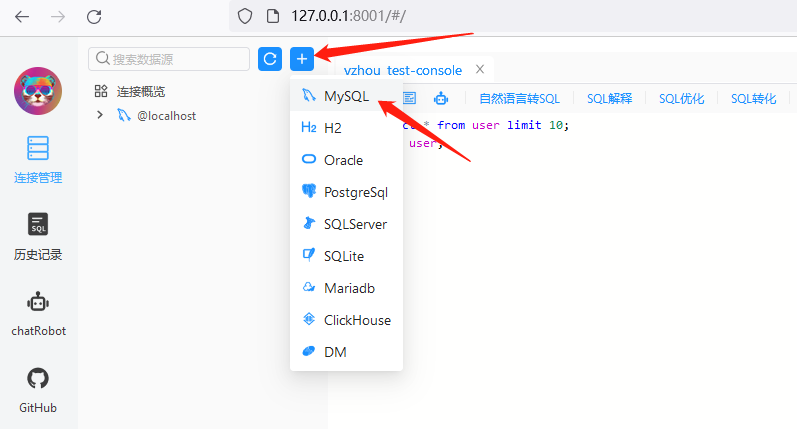 127.0.0.1:8001/#/
搜索数据源
yzhou_test-console
连接概览
@localhost
MySQL
H2 H2
Oracle
PostgreSql
SQLServer
SQLite
Mariadb
ClickHouse
DM
自然语言转SQL
SQL解释
SQL优化
SQL转化
* from user limit 10;
user;
连接管理
SQL
历史记录
chatRobot
GitHub